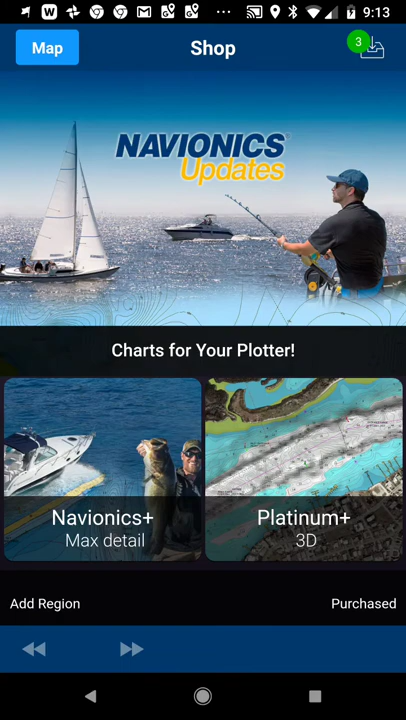 9:13
Map
Shop
3
NAVIONICS
Updates
Charts for Your Plotter!
Navionics+
Max detail
Platinum+
3D
Add Region
Purchased